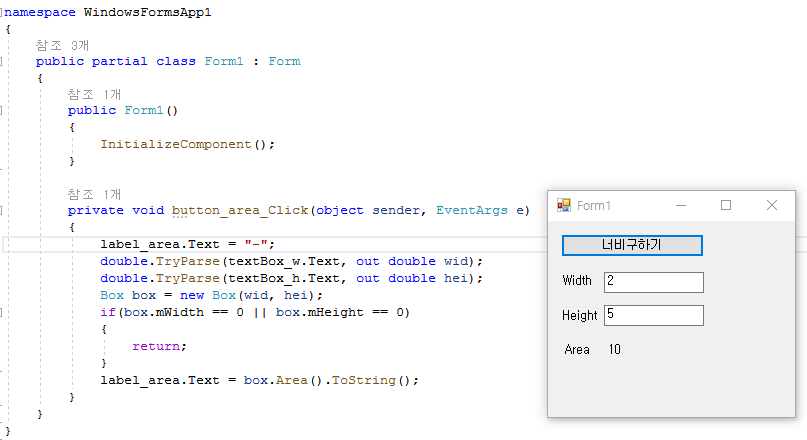 namespace WindowsFormsApp1
{
참조 3개
public partial class Form1 : Form
{
참조 1개
public Form1()
{
InitializeComponent();
}
참조 1개
private void button_area_Click(object sender, EventArgs e)
{
label_area.Text = "-";
double.TryParse(textBox_w.Text, out double wid);
double.TryParse(textBox_h.Text, out double hei);
Box box = new Box(wid, hei);
if(box.mWidth == 0 || box.mHeight == 0)
{
return;
}
label_area.Text = box.Area().ToString();
}
}
}
Form1
너비구하기
Width 2
Height 5
Area 10